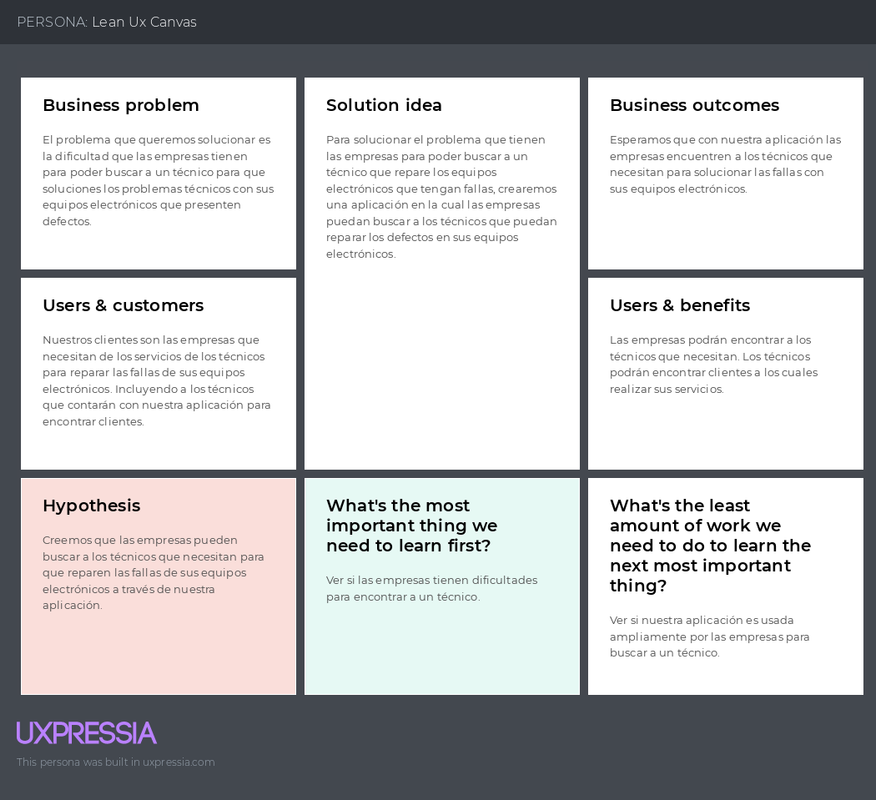 PERSONA: Lean Ux Canvas
Business problem
El problema que queremos solucionar es
la dificultad que las empresas tienen
para poder buscar a un técnico para que
soluciones los problemas técnicos con sus
equipos electrónicos que presenten
defectos.
Solution idea
Para solucionar el problema que tienen
las empresas para poder buscar a un
técnico que repare los equipos
electrónicos que tengan fallas, crearemos
una aplicación en la cual las empresas
puedan buscar a los técnicos que puedan
reparar los defectos en sus equipos
electrónicos.
Business outcomes
Esperamos que con nuestra aplicación las
empresas encuentren a los técnicos que
necesitan para solucionar las fallas con
sus equipos electrónicos.
Users & customers
Nuestros clientes son las empresas que
necesitan de los servicios de los técnicos
para reparar las fallas de sus equipos
electrónicos. Incluyendo a los técnicos
que contarán con nuestra aplicación para
encontrar clientes.
Users & benefits
Las empresas podrán encontrar a los
técnicos que necesitan. Los técnicos
podrán encontrar clientes a los cuales
realizar sus servicios.
Hypothesis
Creemos que las empresas pueden
buscar a los técnicos que necesitan para
que reparen las fallas de sus equipos
electrónicos a través de nuestra
aplicación.
What's the most
important thing we
need to learn first?
Ver si las empresas tienen dificultades
para encontrar a un técnico.
What's the least
amount of work we
need to do to learn the
next most important
thing?
Ver si nuestra aplicación es usada
ampliamente por las empresas para
buscar a un técnico.
UXPRESSIA
This persona was built in uxpressia.com